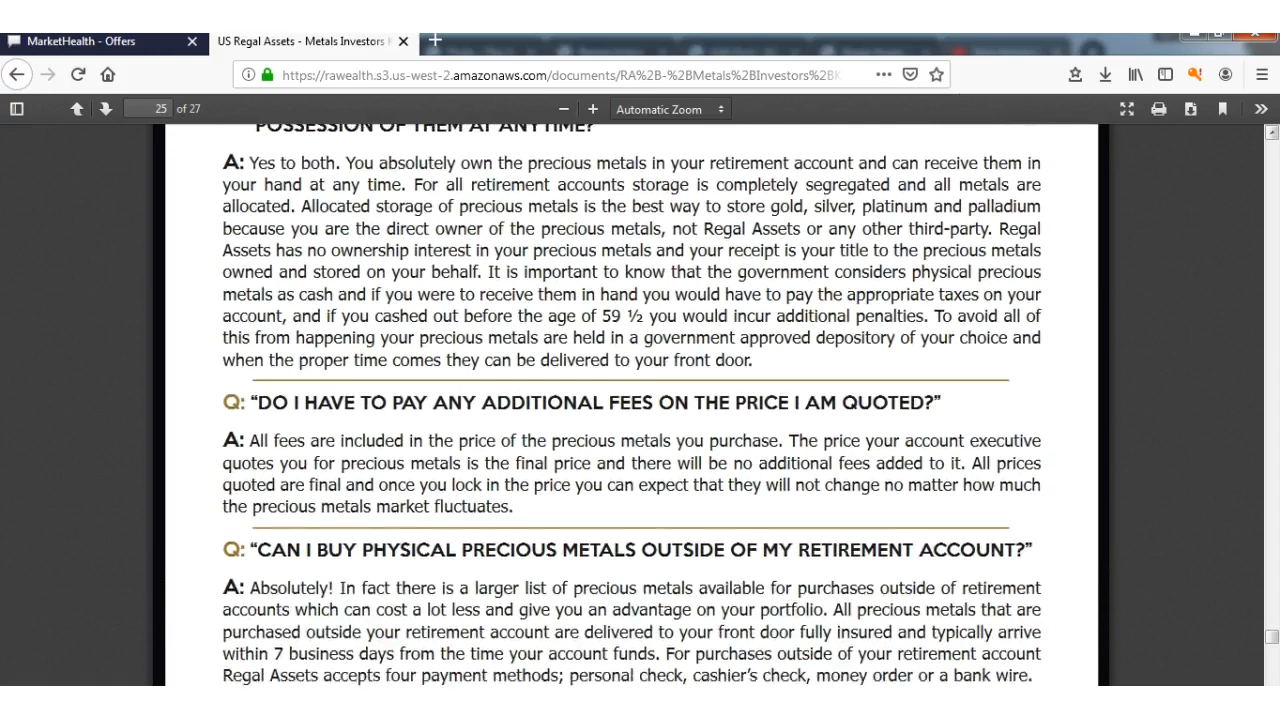 MarketHealth - Offers
US Regal Assets - Metals Investors
https://rawealth.s3.us-west-2.amazonaws.com/documents/RA%2B-%2BMetals%2BInvestors%2BK
25 of 27
Automatic Zoom
POSSESSION OF THEM AT ANYTIME?"
A: Yes to both. You absolutely own the precious metals in your retirement account and can receive them in
your hand at any time. For all retirement accounts storage is completely segregated and all metals are
allocated. Allocated storage of precious metals is the best way to store gold, silver, platinum and palladium
because you are the direct owner of the precious metals, not Regal Assets or any other third-party. Regal
Assets has no ownership interest in your precious metals and your receipt is your title to the precious metals
owned and stored on your behalf. It is important to know that the government considers physical precious
metals as cash and if you were to receive them in hand you would have to pay the appropriate taxes on your
account, and if you cashed out before the age of 59 ½ you would incur additional penalties. To avoid all of
this from happening your precious metals are held in a government approved depository of your choice and
when the proper time comes they can be delivered to your front door.
Q: "DO I HAVE TO PAY ANY ADDITIONAL FEES ON THE PRICE I AM QUOTED?"
A: All fees are included in the price of the precious metals you purchase. The price your account executive
quotes you for precious metals is the final price and there will be no additional fees added to it. All prices
quoted are final and once you lock in the price you can expect that they will not change no matter how much
the precious metals market fluctuates.
Q: "CAN I BUY PHYSICAL PRECIOUS METALS OUTSIDE OF MY RETIREMENT ACCOUNT?"
A: Absolutely! In fact there is a larger list of precious metals available for purchases outside of retirement
accounts which can cost a lot less and give you an advantage on your portfolio. All precious metals that are
purchased outside your retirement account are delivered to your front door fully insured and typically arrive
within 7 business days from the time your account funds. For purchases outside of your retirement account
Regal Assets accepts four payment methods; personal check, cashier's check, money order or a bank wire.